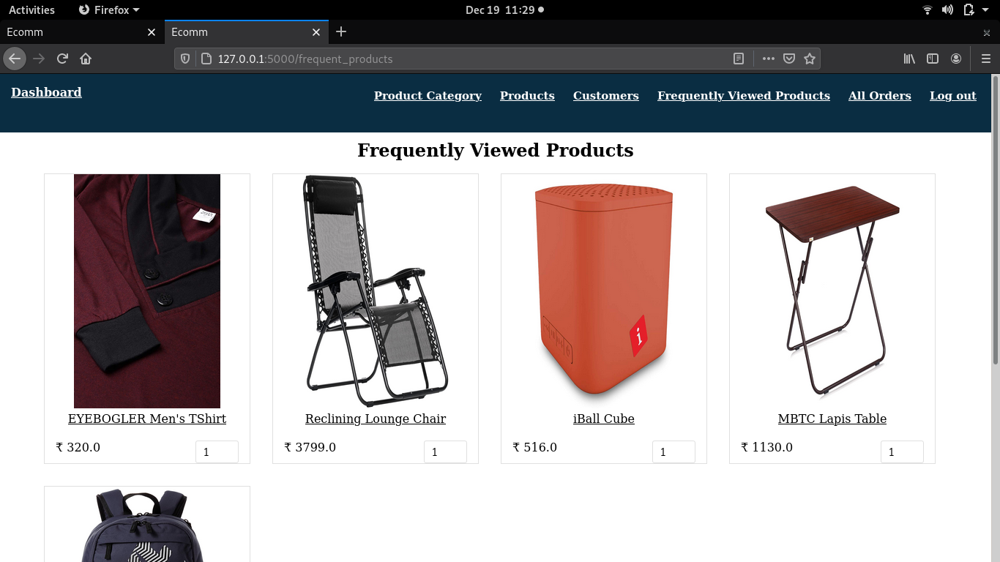 Activities Firefox Dec 19 11:29
Ecomm Ecomm
127.0.0.1:5000/frequent_products
Dashboard Product Category Products Customers Frequently Viewed Products All Orders Log out
Frequently Viewed Products
i
EYEBOGLER Men's TShirt Reclining Lounge Chair iBall Cube MBTC Lapis Table
₹ 320.0 1 ₹ 3799.0 1 ₹ 516.0 1 ₹ 1130.0 1